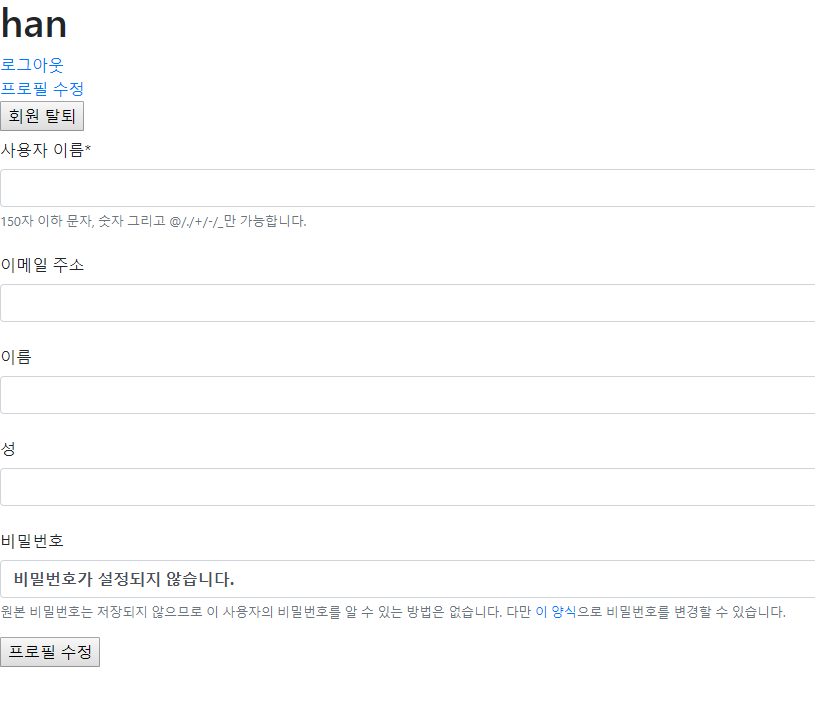 han
로그아웃
프로필 수정
회원 탈퇴
사용자 이름*
150자 이하 문자, 숫자 그리고 @/./+/-/_만 가능합니다.
이메일 주소
이름
성
비밀번호
비밀번호가 설정되지 않습니다.
원본 비밀번호는 저장되지 않으므로 이 사용자의 비밀번호를 알 수 있는 방법은 없습니다. 다만 이 양식으로 비밀번호를 변경할 수 있습니다.
프로필 수정